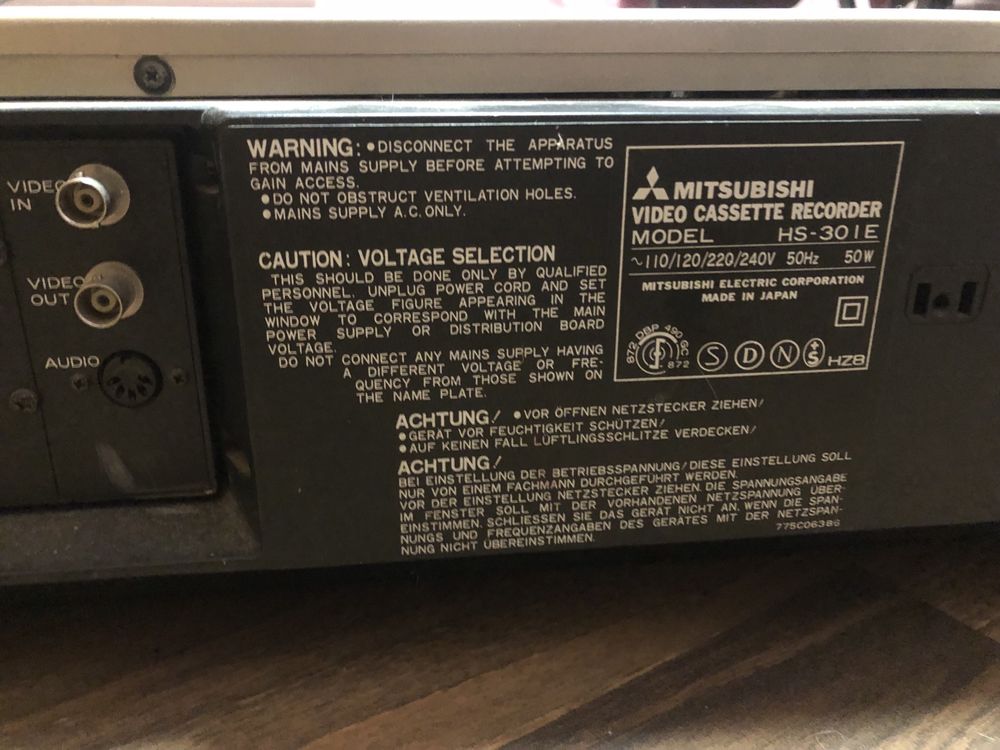 VIDEO
IN
VIDEO
OUT
AUDIO
WARNING: •DISCONNECT THE APPARATUS
FROM MAINS SUPPLY BEFORE ATTEMPTING TO
GAIN ACCESS.
•DO NOT OBSTRUCT VENTILATION HOLES.
•MAINS SUPPLY A.C. ONLY.
CAUTION: VOLTAGE SELECTION
THIS SHOULD BE DONE ONLY BY QUALIFIED
PERSONNEL. UNPLUG POWER CORD AND SET
THE VOLTAGE FIGURE APPEARING IN THE
WINDOW TO CORRESPOND WITH THE MAIN
POWER SUPPLY OR DISTRIBUTION BOARD
VOLTAGE.
DO NOT CONNECT ANY MAINS SUPPLY HAVING
A DIFFERENT VOLTAGE OR FRE-
QUENCY FROM THOSE SHOWN ON
THE NAME PLATE.
MITSUBISHI
VIDEO CASSETTE RECORDER
MODEL HS-301E
~110/120/220/240V 50Hz 50W
MITSUBISHI ELECTRIC CORPORATION
MADE IN JAPAN
872 DBP 490 GC
872
S D N S HZ8
ACHTUNG! •VOR ÖFFNEN NETZSTECKER ZIEHEN!
•GERÄT VOR FEUCHTIGKEIT SCHÜTZEN!
•AUF KEINEN FALL LÜFTLINGSSCHLITZE VERDECKEN!
ACHTUNG!
BEI EINSTELLUNG DER BETRIEBSSPANNUNG! DIESE EINSTELLUNG SOLL
NUR VON EINEM FACHMANN DURCHGEFÜHRT WERDEN.
VOR DER EINSTELLUNG NETZSTECKER ZIEHEN DIE SPANNUNGSANGABE
IM FENSTER SOLL MIT DER VORHANDENEN NETZSPANNUNG ÜBER-
EINSTIMMEN. SCHLIESSEN SIE DAS GERÄT NICHT AN. WENN DIE SPAN-
NUNGS UND FREQUENZANGABEN DES GERÄTES MIT DER NETZSPAN-
NUNG NICHT ÜBEREINSTIMMEN.
775C06386